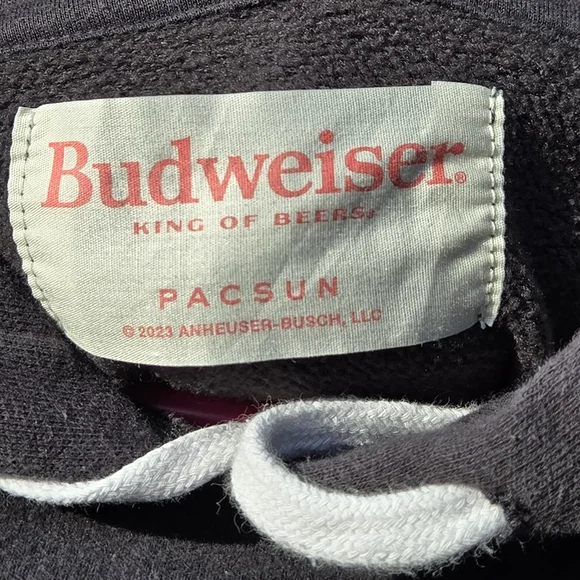 Budweiser®
KING OF BEERS®
PACSUN
© 2023 ANHEUSER-BUSCH, LLC